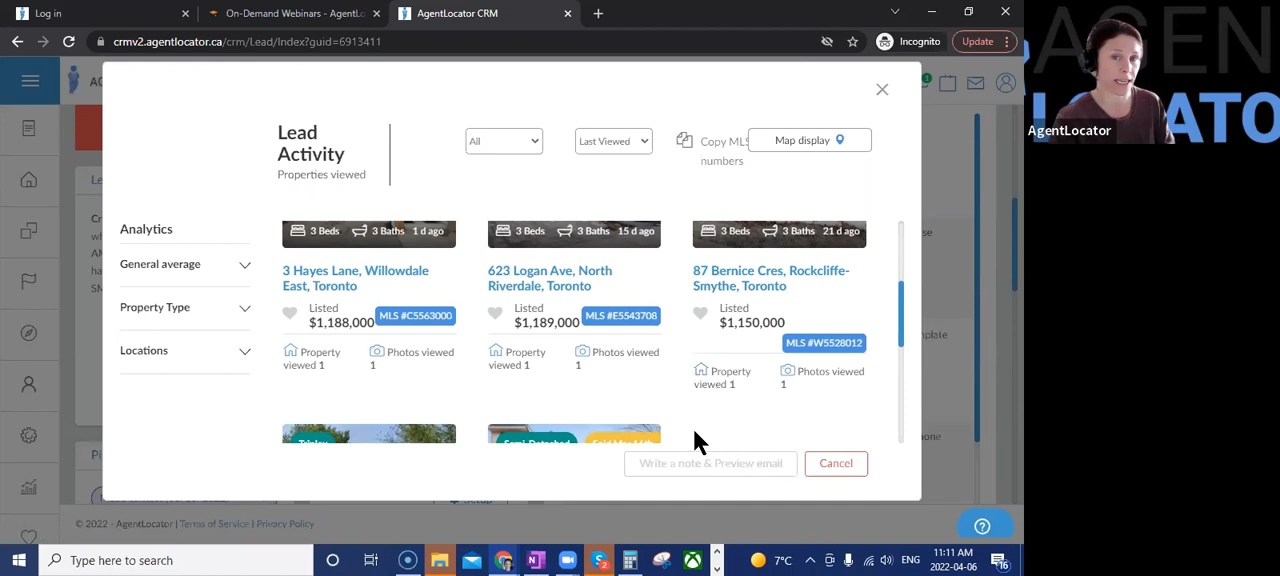 Log in
On-Demand Webinars - AgentLo
AgentLocator CRM
crmv2.agentlocator.ca/crm/Lead/Index?guid=6913411
Incognito
Update
1
Lead
Activity
Properties viewed
All
Last Viewed
Copy MLS
numbers
Map display
Analytics
General average
Property Type
Locations
3 Beds 3 Baths 1 d ago
3 Beds 3 Baths 15 d ago
3 Beds 3 Baths 21 d ago
3 Hayes Lane, Willowdale
East, Toronto
623 Logan Ave, North
Riverdale, Toronto
87 Bernice Cres, Rockcliffe-
Smythe, Toronto
Listed
$1,188,000
MLS #C5563000
Listed
$1,189,000
MLS #E5543708
Listed
$1,150,000
MLS #W5528012
Property
viewed 1
Photos viewed
1
Property
viewed 1
Photos viewed
1
Property
viewed 1
Photos viewed
1
Triplex
Semi-Detached
Write a note & Preview email
Cancel
© 2022 - AgentLocator | Terms of Service | Privacy Policy
Type here to search
2
7°C
ENG
11:11 AM
2022-04-06
16
AgentLocator